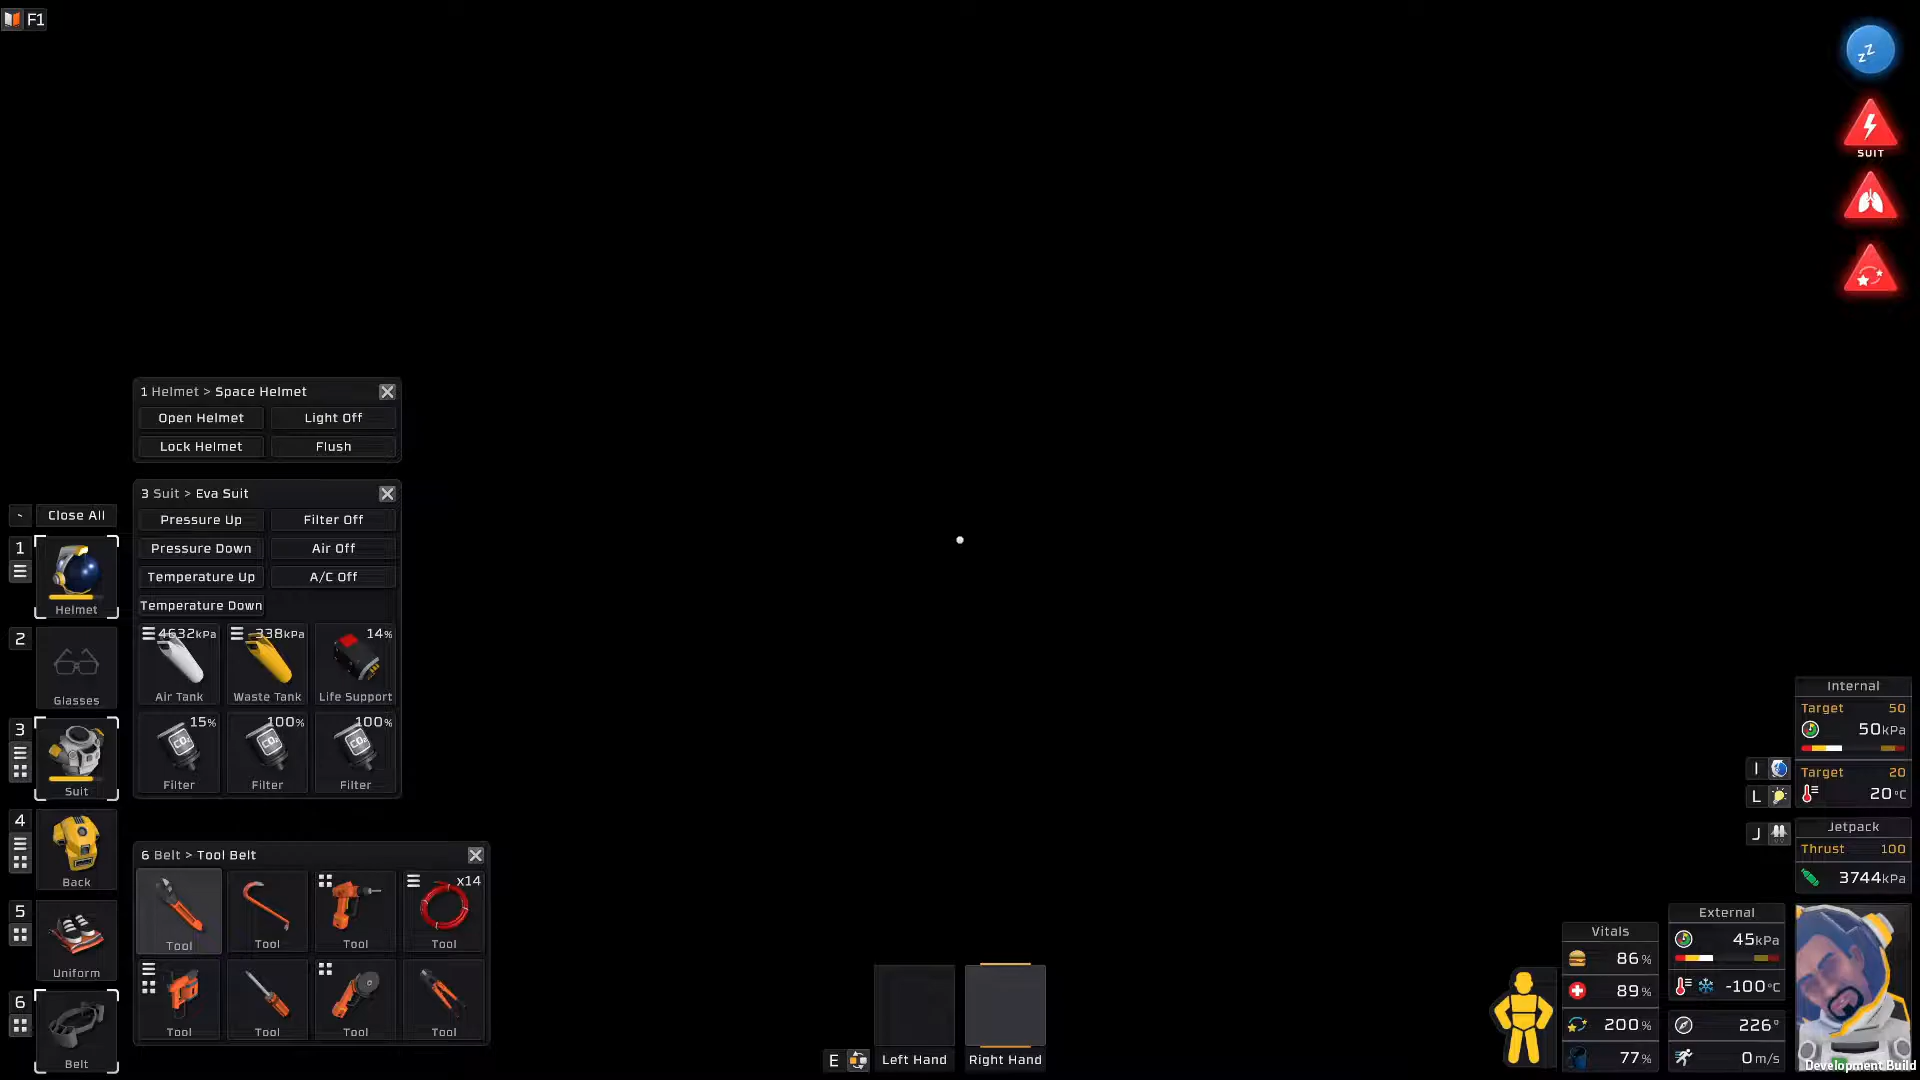 F1
zz
SUIT
1 Helmet > Space Helmet
Open Helmet Light Off
Lock Helmet Flush
3 Suit > Eva Suit
Pressure Up Filter Off
~ Close All
Pressure Down Air Off
1
Temperature Up A/C Off
Temperature Down
Helmet
4632kPa 338kPa 14%
2
Glasses
Air Tank Waste Tank Life Support
3
15% 100% 100%
CO₂ CO₂ CO₂
Suit
Filter Filter Filter
4
Back
6 Belt > Tool Belt
x14
5
Tool Tool Tool Tool
Uniform
6
Tool Tool Tool Tool
Belt
E Left Hand Right Hand
Internal
Target 50
50kPa
I
Target 20
L 20°C
J Jetpack
Thrust 100
3744kPa
External
Vitals
45kPa
86%
89% -100°C
200% 226°
77% 0m/s
Development Build